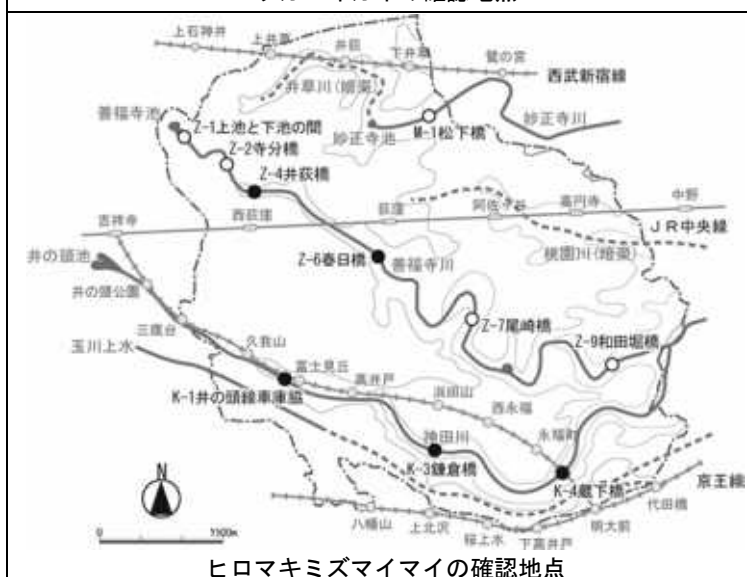 上石神井
上井草
井荻
下井草
鷺の宮
西武新宿線
井草川(暗渠)
善福寺池
Z-1上池と下池の間
妙正寺池
M-1松下橋
妙正寺川
Z-2寺分橋
Z-4井荻橋
吉祥寺
西荻窪
荻窪
阿佐ヶ谷
高円寺
中野
JR中央線
井の頭池
Z-6春日橋
善福寺川
桃園川(暗渠)
井の頭公園
Z-7尾崎橋
三鷹台
Z-9和田堀橋
玉川上水
久我山
富士見丘
K-1井の頭線車庫脇
高井戸
浜田山
西永福
神田川
永福町
K-3鎌倉橋
K-4蔵下橋
京王線
N
八幡山
上北沢
桜上水
下高井戸
明大前
代田橋
0
ヒロマキミズマイマイの確認地点